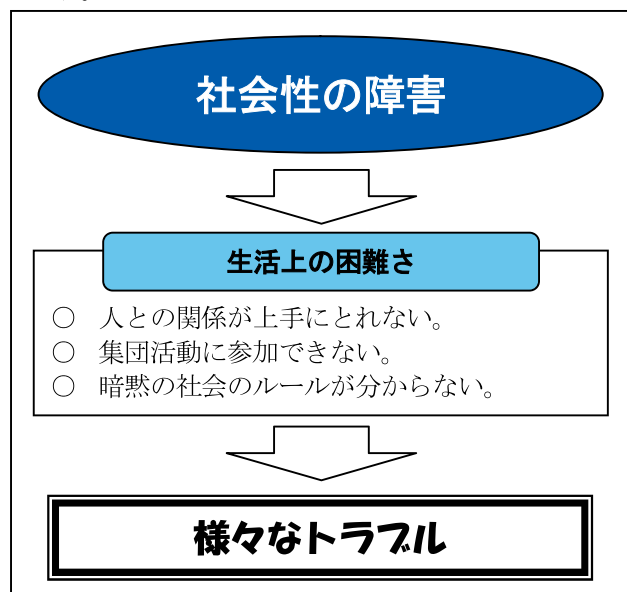 社会性の障害
生活上の困難さ
○ 人との関係が上手にとれない。
○ 集団活動に参加できない。
○ 暗黙の社会のルールが分からない。
様々なトラブル